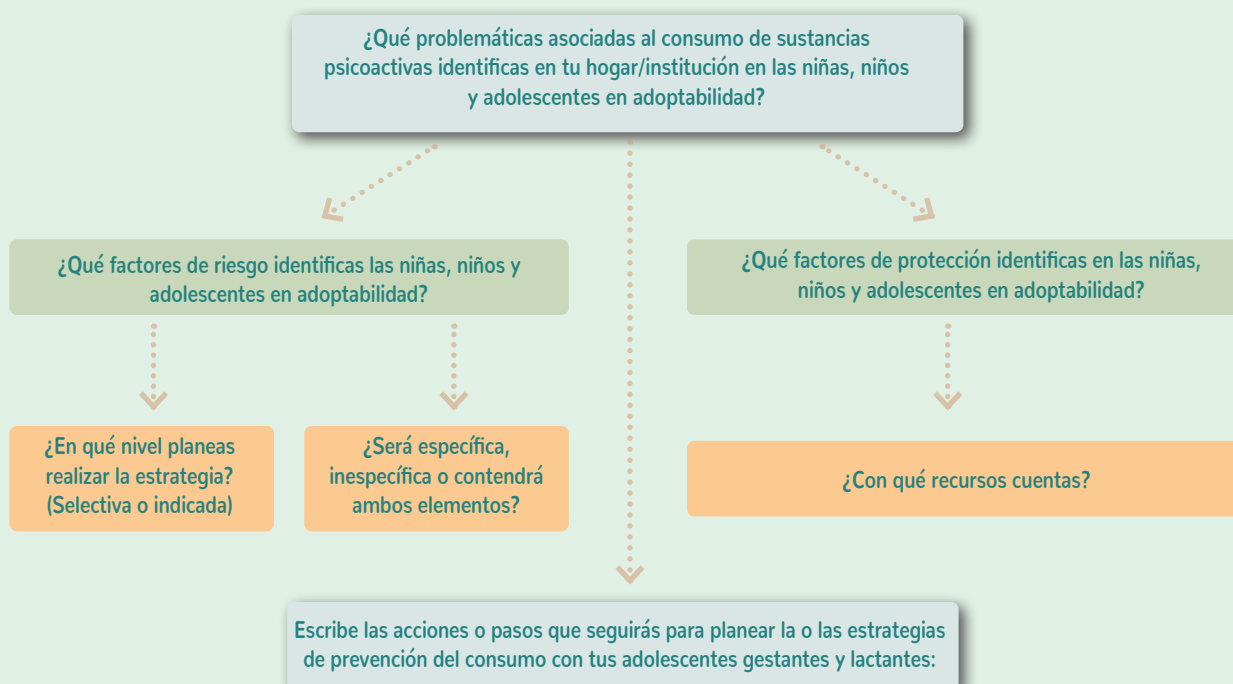 ¿Qué problemáticas asociadas al consumo de sustancias
psicoactivas identificas en tu hogar/institución en las niñas, niños
y adolescentes en adoptabilidad?
¿Qué factores de riesgo identificas las niñas, niños y
adolescentes en adoptabilidad?
¿Qué factores de protección identificas en las niñas,
niños y adolescentes en adoptabilidad?
¿En qué nivel planeas
realizar la estrategia?
(Selectiva o indicada)
¿Será específica,
inespecífica o contendrá
ambos elementos?
¿Con qué recursos cuentas?
Escribe las acciones o pasos que seguirás para planear la o las estrategias
de prevención del consumo con tus adolescentes gestantes y lactantes: